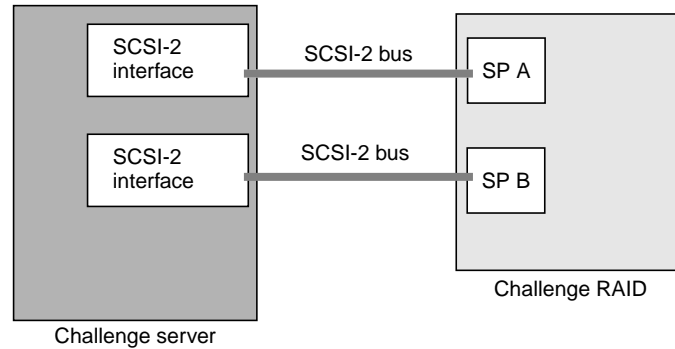 SCSI-2
interface
SCSI-2 bus
SP A
SCSI-2
interface
SCSI-2 bus
SP B
Challenge RAID
Challenge server